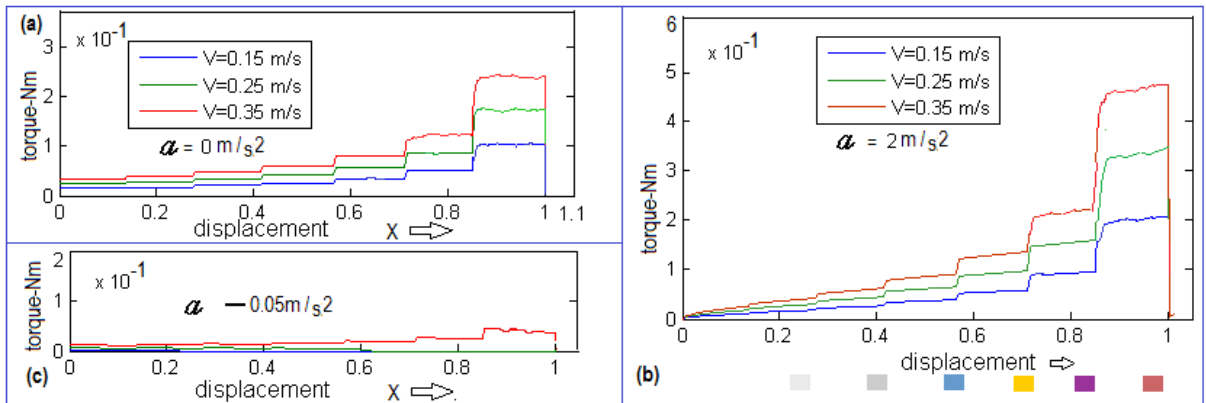 (a)
x 10⁻¹
3
2
1
0
torque-Nm
V=0.15 m/s
V=0.25 m/s
V=0.35 m/s
a = 0 m/s2
0 0.2 0.4 0.6 0.8 1 1.1
displacement X
2
1
0
x 10⁻¹
torque-Nm
a – 0.05m/s2
0 0.2 0.4 0.6 0.8 1
(c) displacement X
6
5
4
3
2
1
0
x 10⁻¹
torque-Nm
V=0.15 m/s
V=0.25 m/s
V=0.35 m/s
a = 2 m/s2
0 0.2 0.4 0.6 0.8 1
displacement
(b)